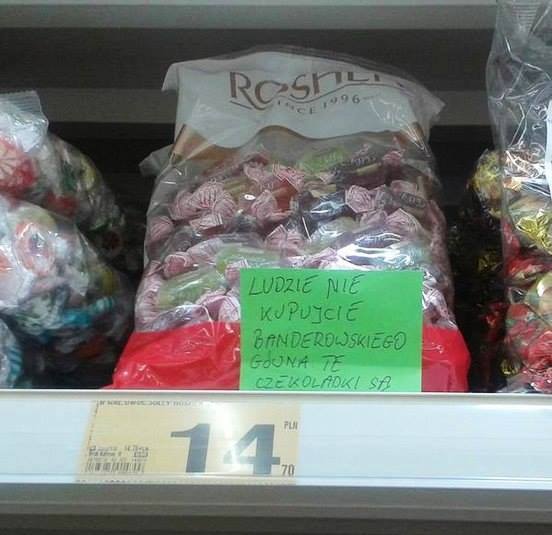 ROSHEN
SINCE 1996
LUDZIE NIE
KUPUJCIE
BANDEROWSKIEGO
GÓWNA TE
CZEKOLADKI SĄ
14 70
PLN